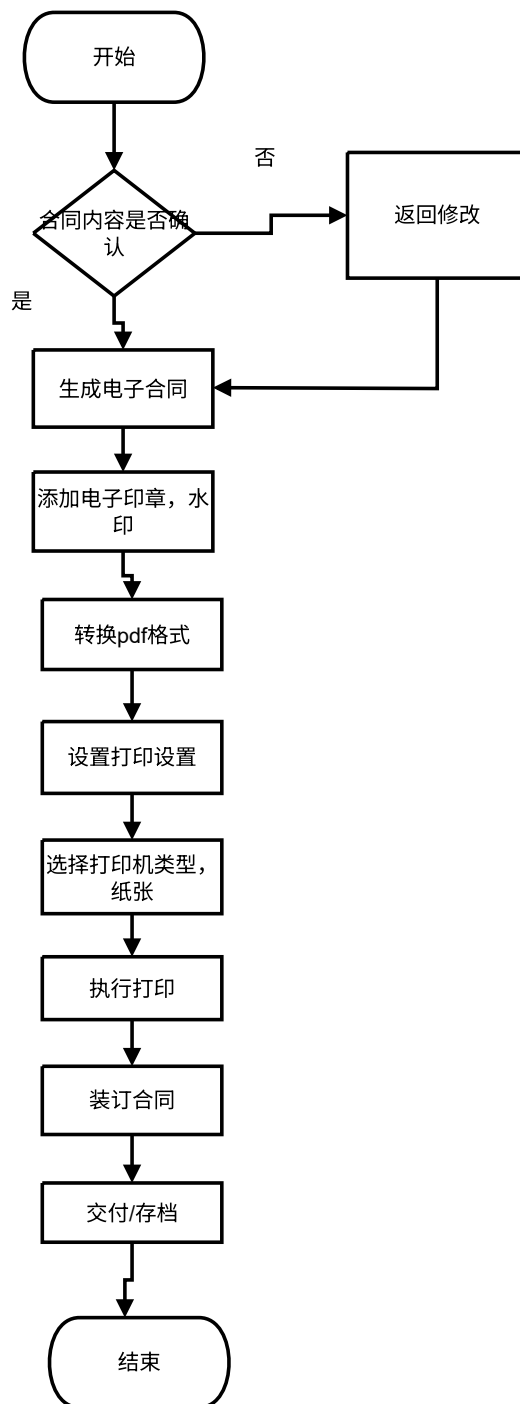 开始
否
合同内容是否确
认
返回修改
是
生成电子合同
添加电子印章，水
印
转换pdf格式
设置打印设置
选择打印机类型，
纸张
执行打印
装订合同
交付/存档
结束